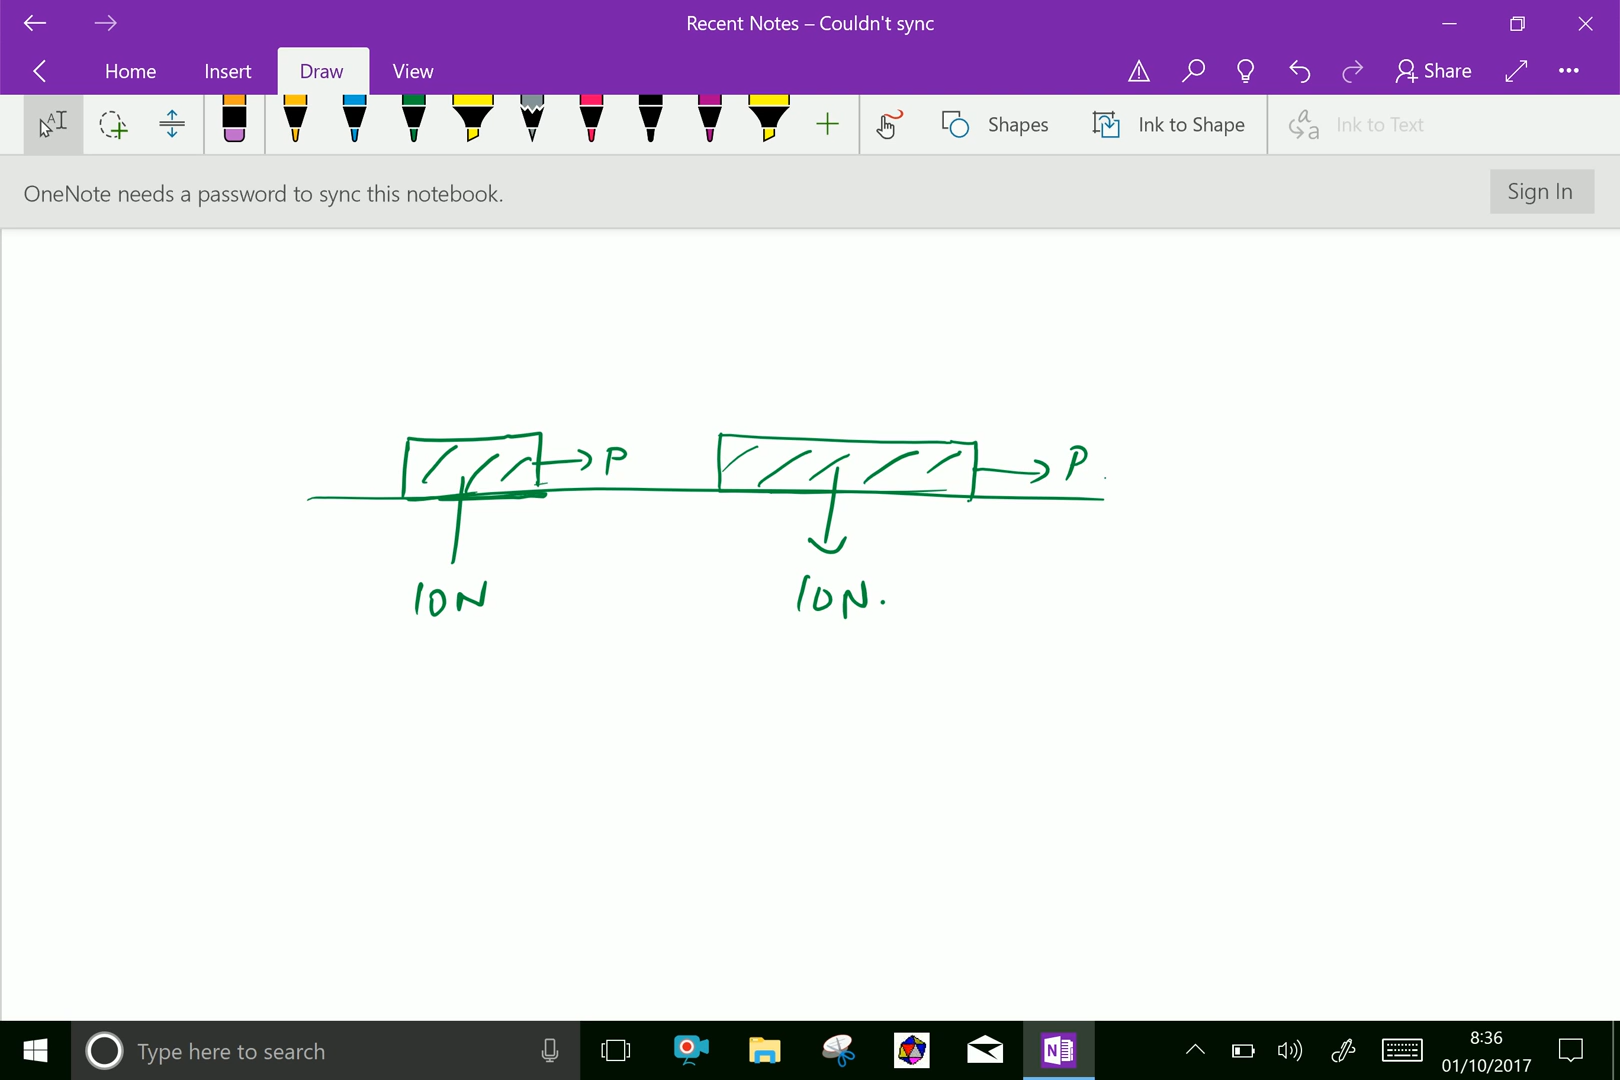 Recent Notes – Couldn't sync
Home Insert Draw View Share
Shapes Ink to Shape Ink to Text
OneNote needs a password to sync this notebook. Sign In
P P
10N 10N.
Type here to search
8:36
01/10/2017